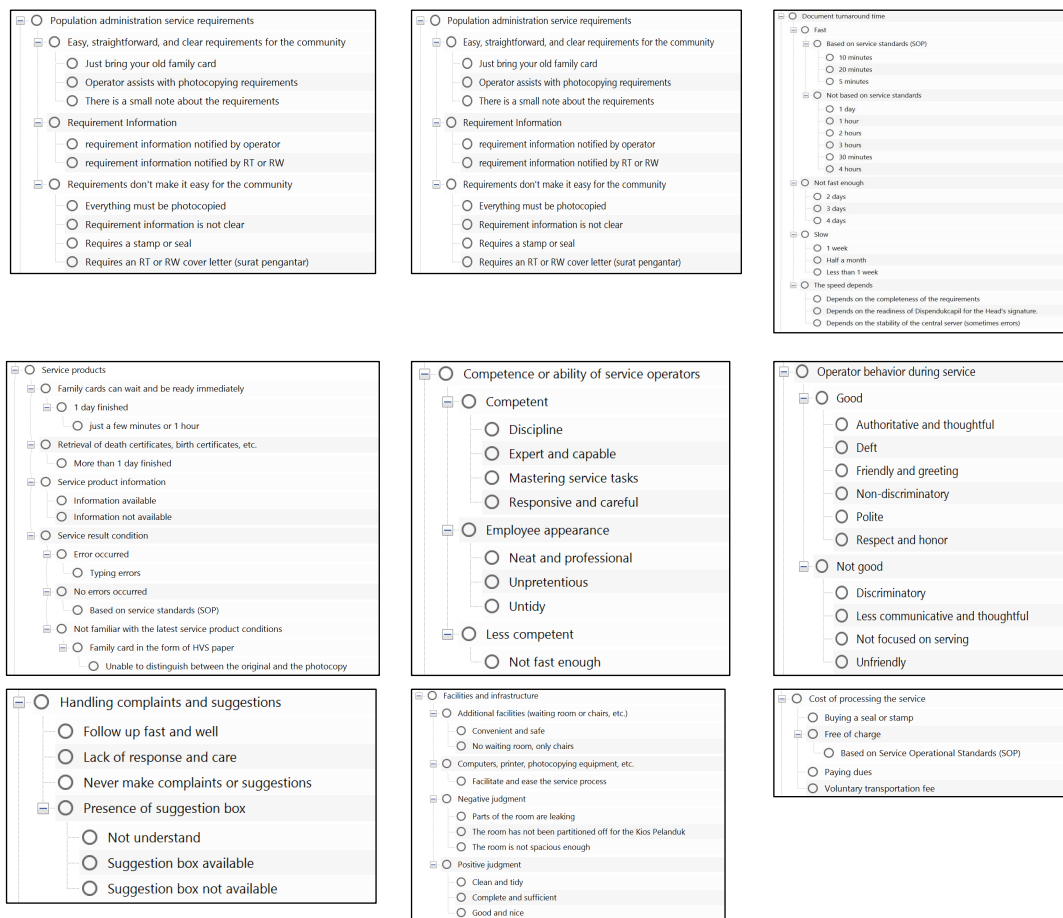 Population administration service requirements
Easy, straightforward, and clear requirements for the community
Just bring your old family card
Operator assists with photocopying requirements
There is a small note about the requirements
Requirement Information
requirement information notified by operator
requirement information notified by RT or RW
Requirements don't make it easy for the community
Everything must be photocopied
Requirement information is not clear
Requires a stamp or seal
Requires an RT or RW cover letter (surat pengantar)
Population administration service requirements
Easy, straightforward, and clear requirements for the community
Just bring your old family card
Operator assists with photocopying requirements
There is a small note about the requirements
Requirement Information
requirement information notified by operator
requirement information notified by RT or RW
Requirements don't make it easy for the community
Everything must be photocopied
Requirement information is not clear
Requires a stamp or seal
Requires an RT or RW cover letter (surat pengantar)
Document turnaround time
Fast
Based on service standards (SOP)
10 minutes
20 minutes
5 minutes
Not based on service standards
1 day
1 hour
2 hours
3 hours
30 minutes
4 hours
Not fast enough
2 days
3 days
4 days
Slow
1 week
Half a month
Less than 1 week
The speed depends
Depends on the completeness of the requirements
Depends on the readiness of Dispendukcapil for the Head's signature.
Depends on the stability of the central server (sometimes errors)
Service products
Family cards can wait and be ready immediately
1 day finished
just a few minutes or 1 hour
Retrieval of death certificates, birth certificates, etc.
More than 1 day finished
Service product information
Information available
Information not available
Service result condition
Error occurred
Typing errors
No errors occurred
Based on service standards (SOP)
Not familiar with the latest service product conditions
Family card in the form of HVS paper
Unable to distinguish between the original and the photocopy
Competence or ability of service operators
Competent
Discipline
Expert and capable
Mastering service tasks
Responsive and careful
Employee appearance
Neat and professional
Unpretentious
Untidy
Less competent
Not fast enough
Operator behavior during service
Good
Authoritative and thoughtful
Deft
Friendly and greeting
Non-discriminatory
Polite
Respect and honor
Not good
Discriminatory
Less communicative and thoughtful
Not focused on serving
Unfriendly
Handling complaints and suggestions
Follow up fast and well
Lack of response and care
Never make complaints or suggestions
Presence of suggestion box
Not understand
Suggestion box available
Suggestion box not available
Facilities and infrastructure
Additional facilities (waiting room or chairs, etc.)
Convenient and safe
No waiting room, only chairs
Computers, printer, photocopying equipment, etc.
Facilitate and ease the service process
Negative judgment
Parts of the room are leaking
The room has not been partitioned off for the Kios Pelanduk
The room is not spacious enough
Positive judgment
Clean and tidy
Complete and sufficient
Good and nice
Cost of processing the service
Buying a seal or stamp
Free of charge
Based on Service Operational Standards (SOP)
Paying dues
Voluntary transportation fee